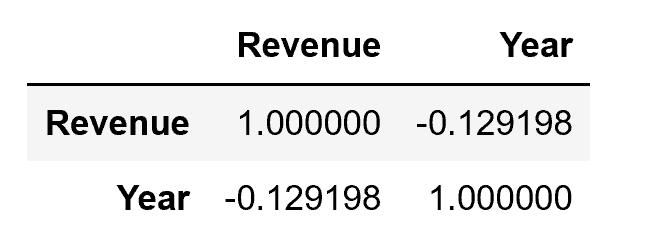 Revenue Year
Revenue 1.000000 -0.129198
Year -0.129198 1.000000